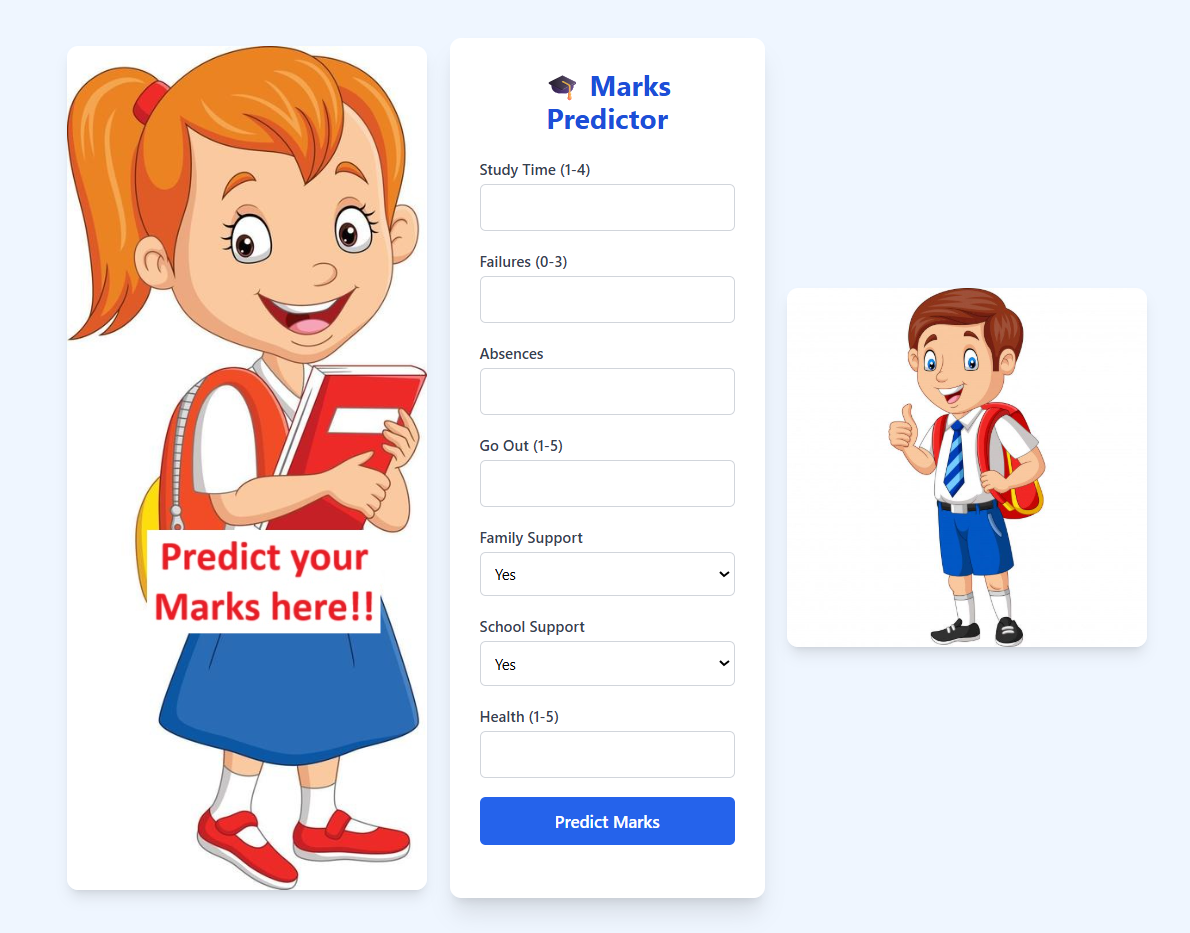 Predict your
Marks here!!
🎓 Marks
Predictor
Study Time (1-4)
Failures (0-3)
Absences
Go Out (1-5)
Family Support
Yes
School Support
Yes
Health (1-5)
Predict Marks